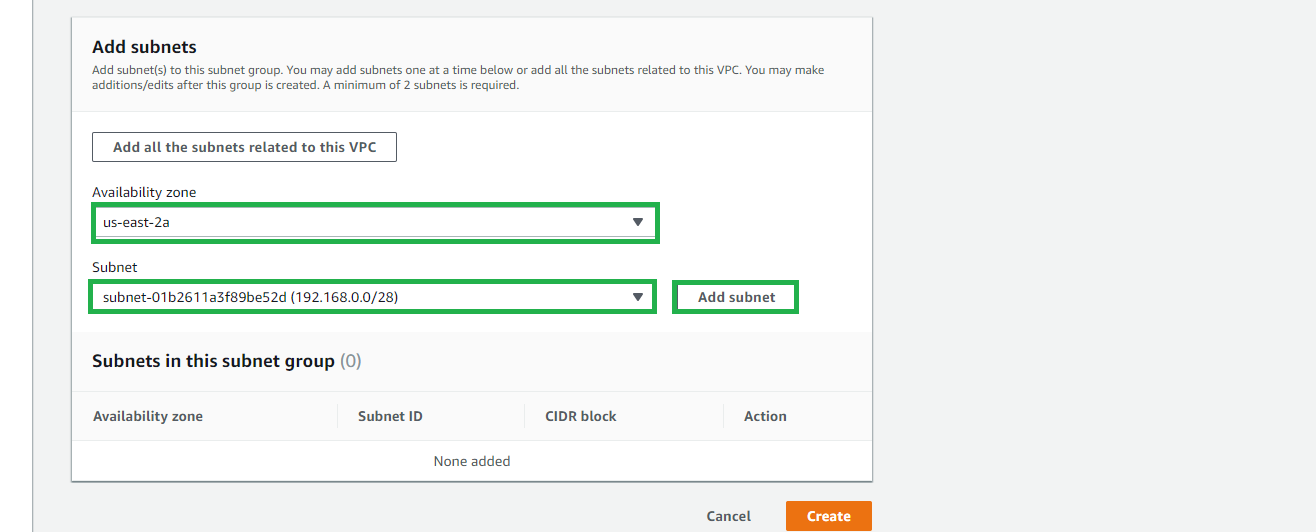 Add subnets
Add subnet(s) to this subnet group. You may add subnets one at a time below or add all the subnets related to this VPC. You may make
additions/edits after this group is created. A minimum of 2 subnets is required.
Add all the subnets related to this VPC
Availability zone
us-east-2a
Subnet
subnet-01b2611a3f89be52d (192.168.0.0/28)
Add subnet
Subnets in this subnet group (0)
Availability zone Subnet ID CIDR block Action
None added
Cancel Create